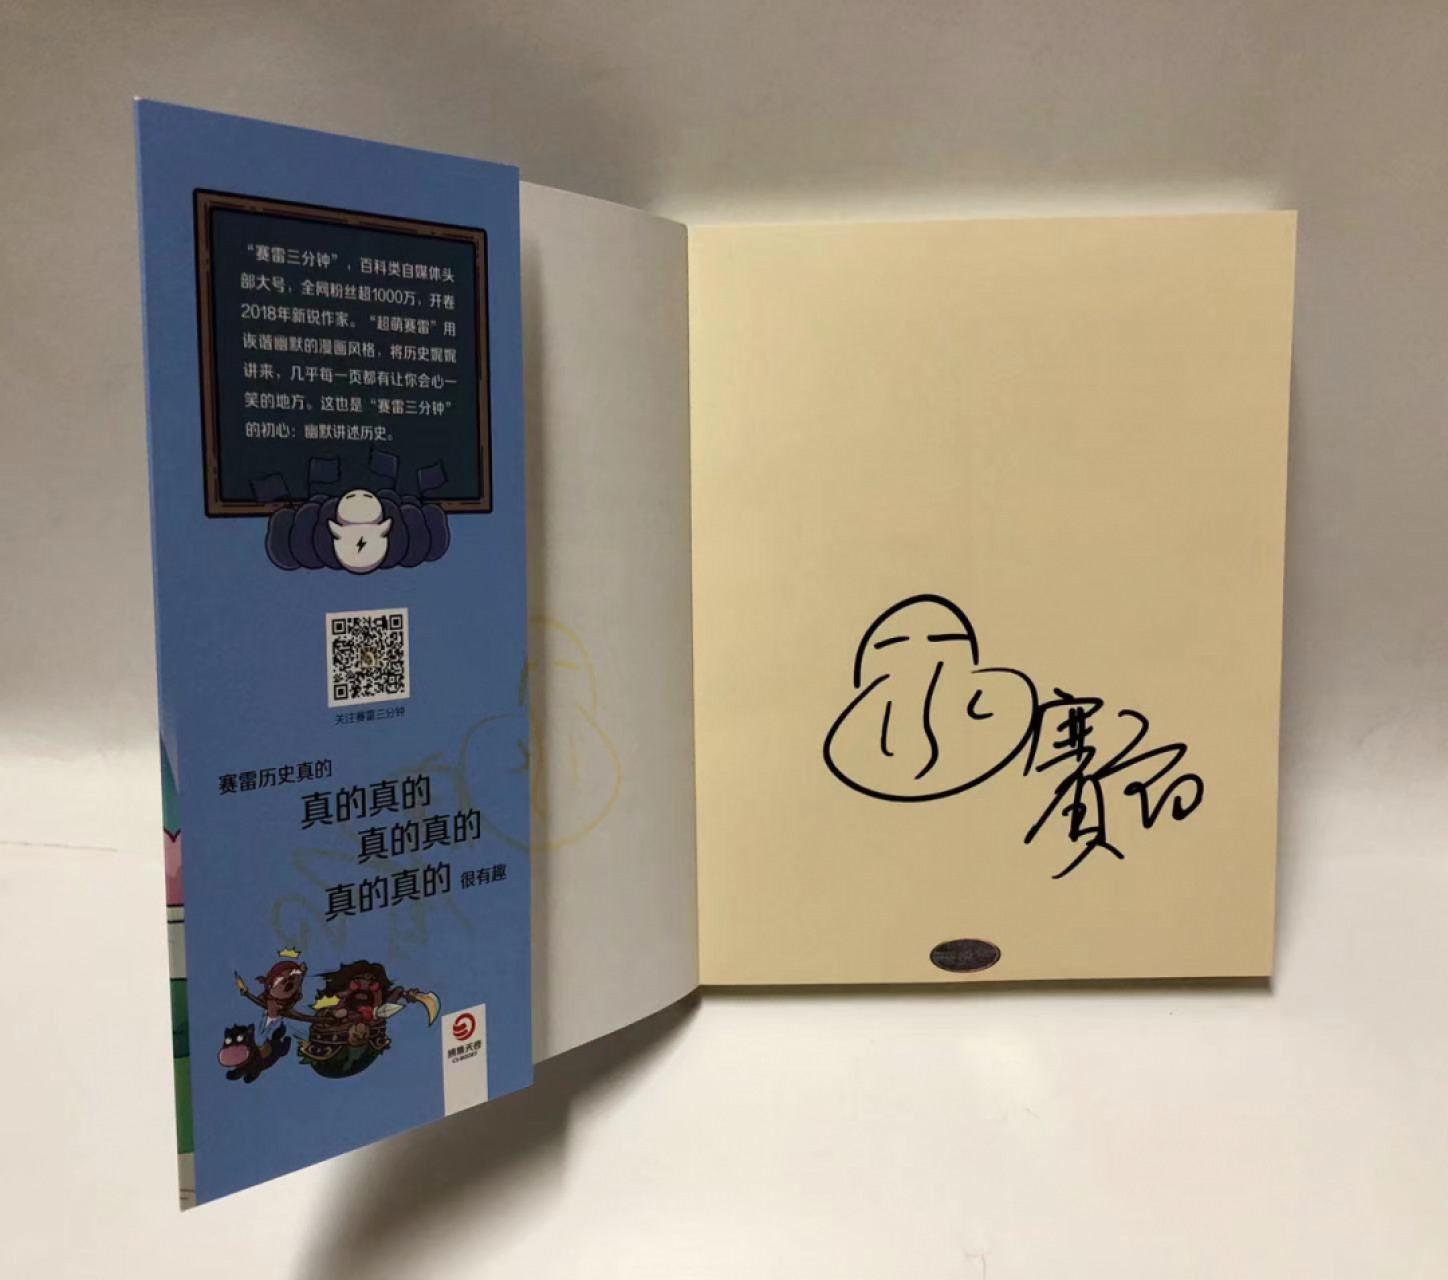 “赛雷三分钟”，百科类自媒体头
部大号，全网粉丝超1000万，开卷
2018年新锐作家。“超萌赛雷”用
诙谐幽默的漫画风格，将历史娓娓
讲来，几乎每一页都有让你会心一
笑的地方。这也是“赛雷三分钟”
的初心：幽默讲述历史。
关注赛雷三分钟
赛雷历史真的
真的真的
真的真的
真的真的 很有趣
博集天卷
CS-BOOKY
赛雷